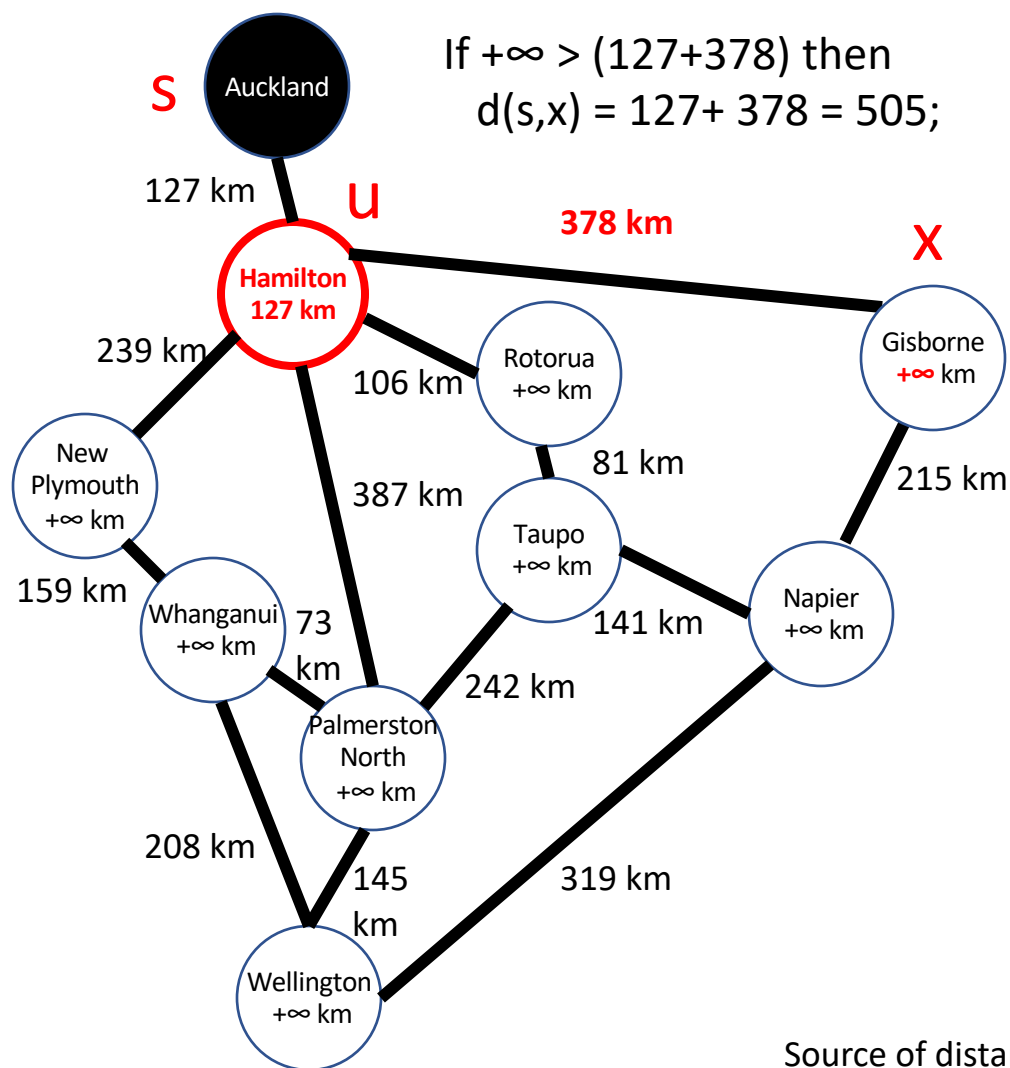 If +∞ > (127+378) then
d(s,x) = 127+ 378 = 505;
s
Auckland
127 km
u
378 km
x
Hamilton
127 km
Gisborne
+∞ km
Rotorua
+∞ km
239 km
106 km
New
Plymouth
+∞ km
387 km
81 km
215 km
Taupo
+∞ km
159 km
Whanganui
+∞ km
73
km
141 km
Napier
+∞ km
242 km
Palmerston
North
+∞ km
208 km
145
km
319 km
Wellington
+∞ km
Source of dista